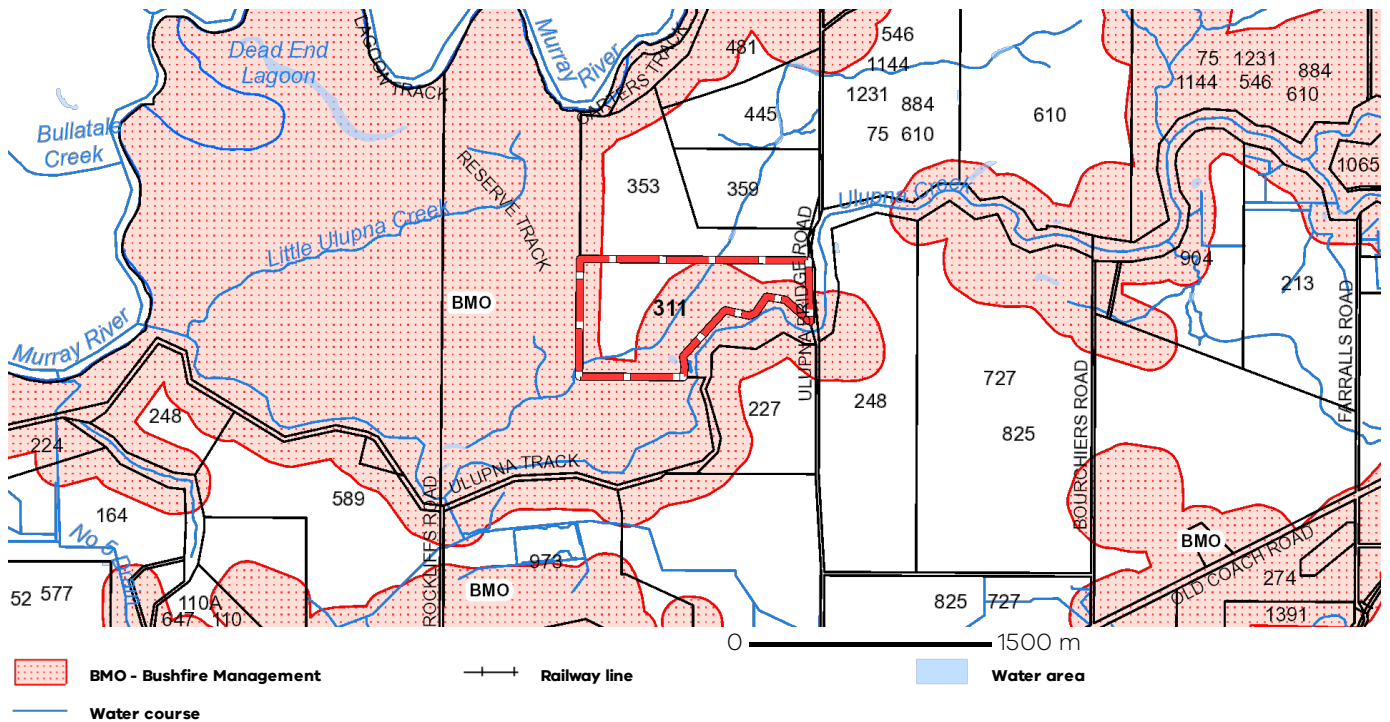 Dead End
Lagoon
LAGOON TRACK
Murray
River
CARTERS TRACK
481
546
1144
75 1231
1144 546 884
610
1231
884
75 610
610
445
Bullatale
Creek
RESERVE TRACK
353
359
1065
Ulupna Creek
Little Ulupna Creek
ULUPNA BRIDGE ROAD
904
213
BMO
311
Murray River
FARRALLS ROAD
727
248
227
248
BOURCHIERS ROAD
224
825
ULUPNA TRACK
589
ROCKLIFFS ROAD
164
No 5 Drain
BMO
OLD COACH ROAD
973
274
52 577
BMO
110A
647 110
825 727
1391
0 1500 m
BMO - Bushfire Management
Railway line
Water area
Water course